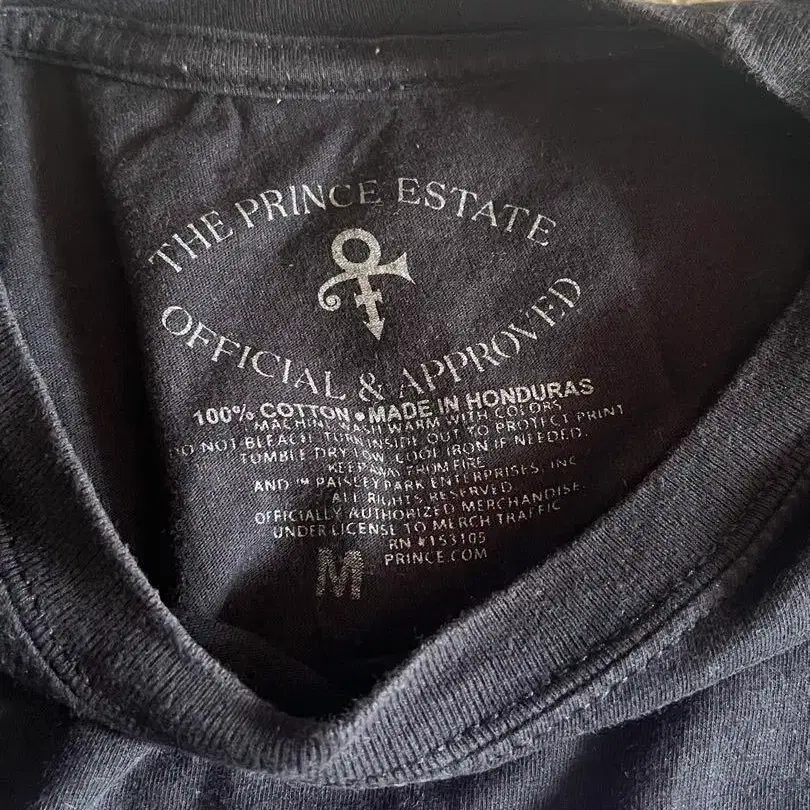 THE PRINCE ESTATE
OFFICIAL & APPROVED
100% COTTON • MADE IN HONDURAS
MACHINE WASH WARM WITH COLORS
DO NOT BLEACH. TURN INSIDE OUT TO PROTECT PRINT
TUMBLE DRY LOW. COOL IRON IF NEEDED.
KEEP AWAY FROM FIRE
AND ™ PAISLEY PARK ENTERPRISES, INC
ALL RIGHTS RESERVED
OFFICIALLY AUTHORIZED MERCHANDISE
UNDER LICENSE TO MERCH TRAFFIC
RN #153105
PRINCE.COM
M